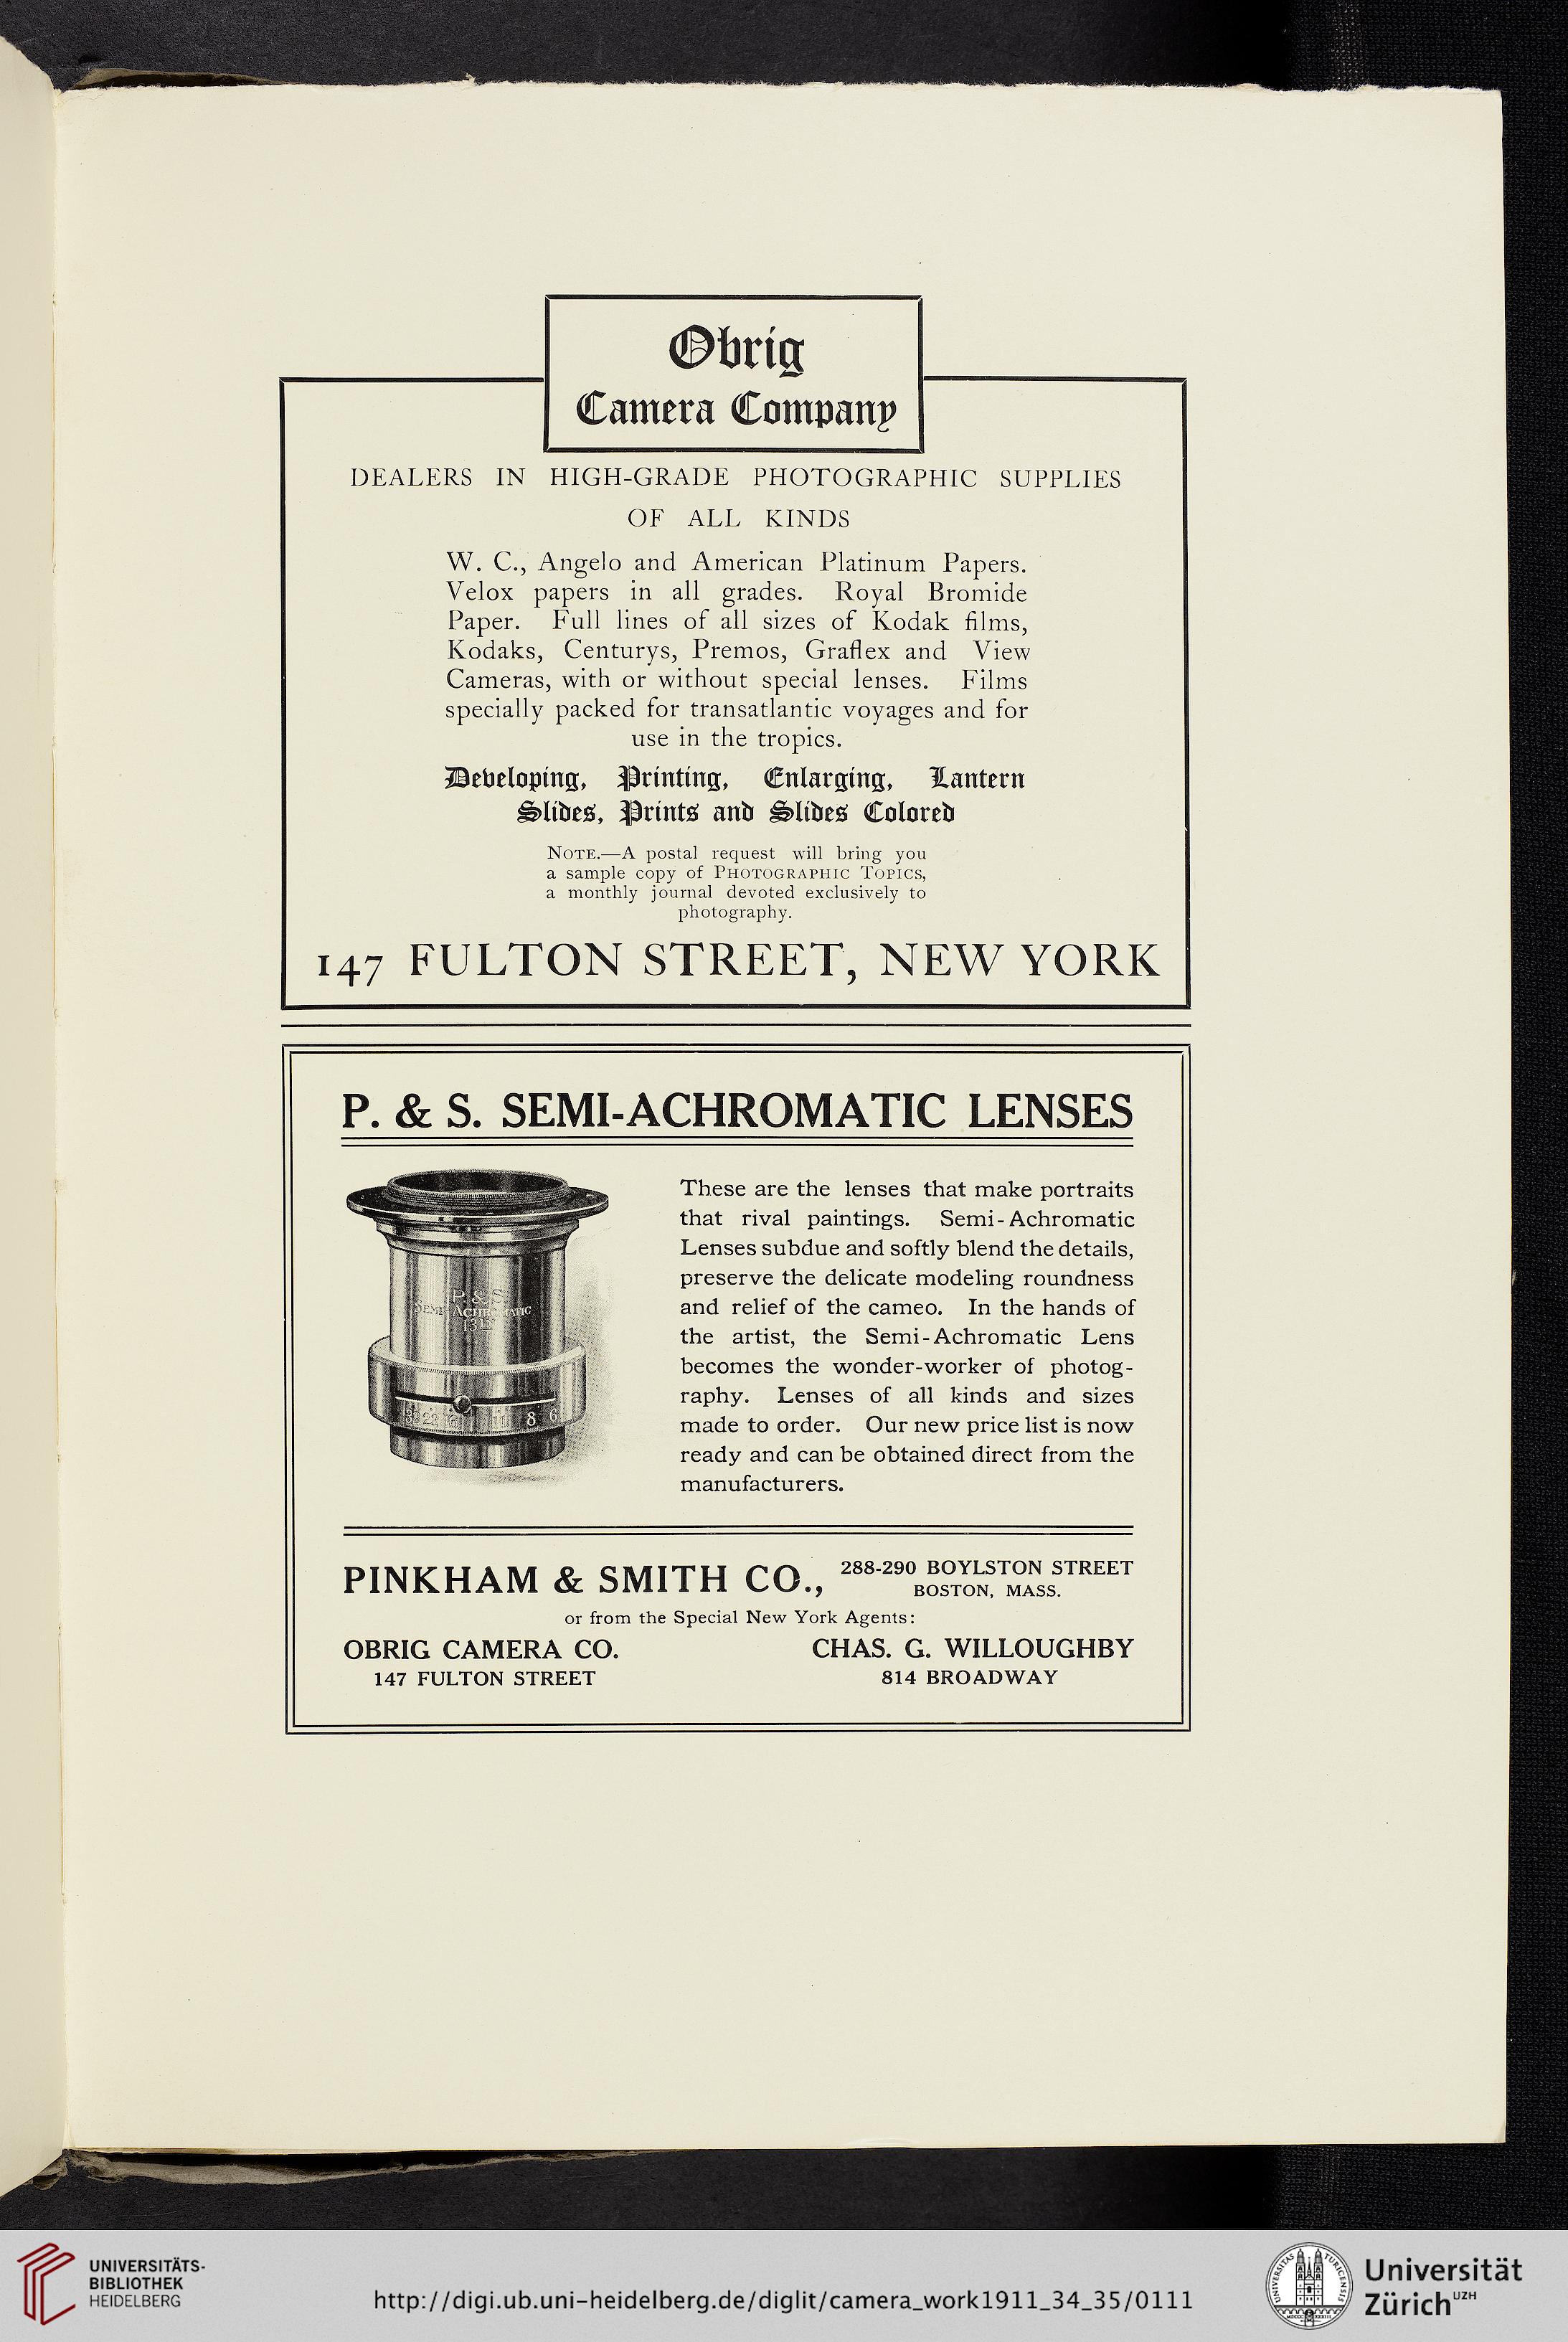 Obrig
Camera Company
DEALERS IN HIGH-GRADE PHOTOGRAPHIC SUPPLIES
OF ALL KINDS
W. C., Angelo and American Platinum Papers.
Velox papers in all grades. Royal Bromide
Paper. Full lines of all sizes of Kodak films,
Kodaks, Centurys, Premos, Graflex and View
Cameras, with or without special lenses. Films
specially packed for transatlantic voyages and for
use in the tropics.
Developing, Printing, Enlarging, Lantern
Slides, Prints and Slides Colored
NOTE.—A postal request will bring you
a sample copy of PHOTOGRAPHIC TOPICS,
a monthly journal devoted exclusively to
photography.
147 FULTON STREET, NEW YORK
P. & S. SEMI-ACHROMATIC LENSES
P. & S.
SEMI-ACHROMATIC
13 IN
22 16 11 8 6
These are the lenses that make portraits
that rival paintings. Semi-Achromatic
Lenses subdue and softly blend the details,
preserve the delicate modeling roundness
and relief of the cameo. In the hands of
the artist, the Semi-Achromatic Lens
becomes the wonder-worker of photog-
raphy. Lenses of all kinds and sizes
made to order. Our new price list is now
ready and can be obtained direct from the
manufacturers.
PINKHAM & SMITH CO., 288-290 BOYLSTON STREET
BOSTON, MASS.
or from the Special New York Agents:
OBRIG CAMERA CO. CHAS. G. WILLOUGHBY
147 FULTON STREET 814 BROADWAY
UNIVERSITÄTS-
BIBLIOTHEK
HEIDELBERG
http://digi.ub.uni-heidelberg.de/diglit/camera_work1911_34_35/0111
Universität
Zürich UZH